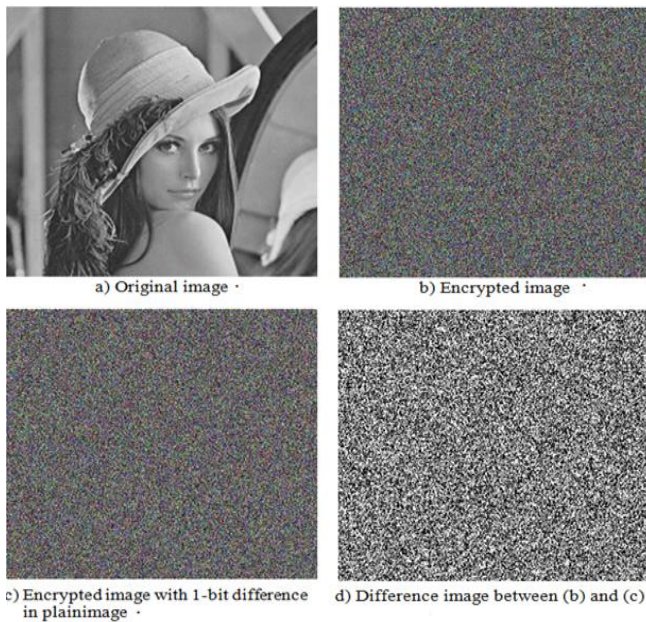 a) Original image ·
b) Encrypted image ·
c) Encrypted image with 1-bit difference
in plainimage ·
d) Difference image between (b) and (c)